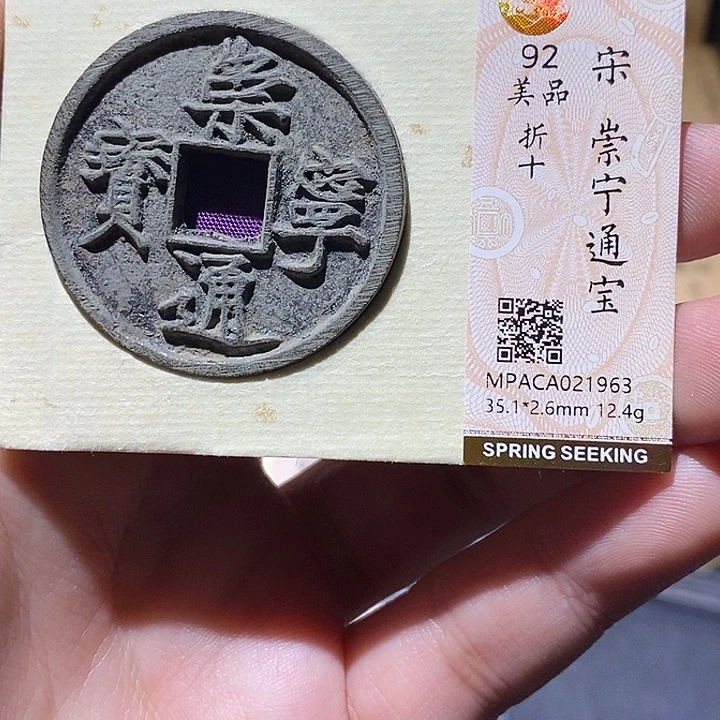 崇寧通寳
92
美品
折十
宋 崇宁通宝
MPACA021963
35.1*2.6mm 12.4g
SPRING SEEKING